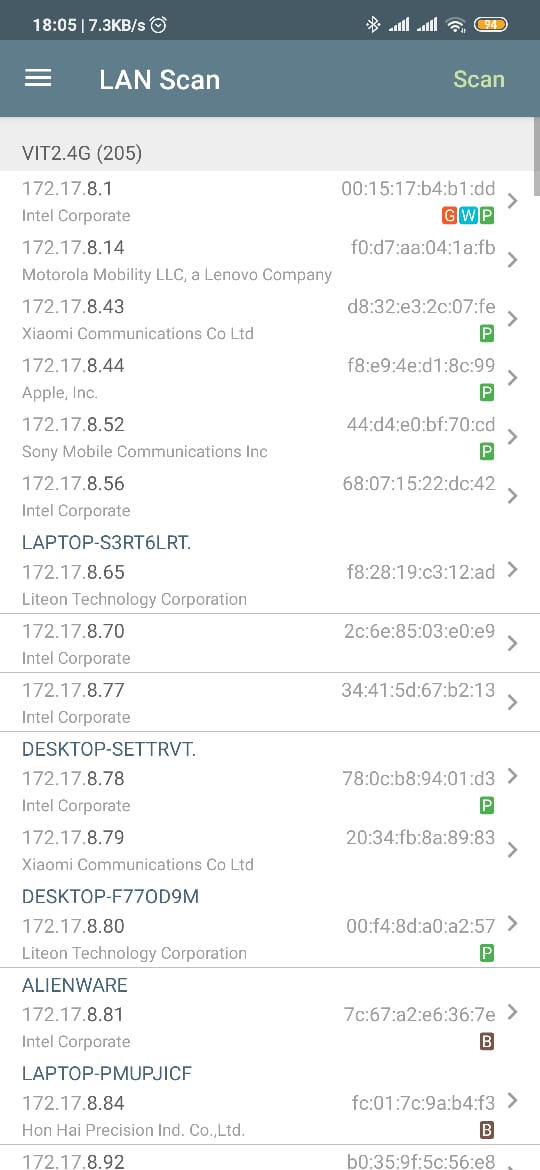 18:05 | 7.3KB/s
94
LAN Scan
Scan
VIT2.4G (205)
172.17.8.1 00:15:17:b4:b1:dd
Intel Corporate G W P
172.17.8.14 f0:d7:aa:04:1a:fb
Motorola Mobility LLC, a Lenovo Company
172.17.8.43 d8:32:e3:2c:07:fe
Xiaomi Communications Co Ltd P
172.17.8.44 f8:e9:4e:d1:8c:99
Apple, Inc. P
172.17.8.52 44:d4:e0:bf:70:cd
Sony Mobile Communications Inc P
172.17.8.56 68:07:15:22:dc:42
Intel Corporate
LAPTOP-S3RT6LRT.
172.17.8.65 f8:28:19:c3:12:ad
Liteon Technology Corporation
172.17.8.70 2c:6e:85:03:e0:e9
Intel Corporate
172.17.8.77 34:41:5d:67:b2:13
Intel Corporate
DESKTOP-SETTRVT.
172.17.8.78 78:0c:b8:94:01:d3
Intel Corporate P
172.17.8.79 20:34:fb:8a:89:83
Xiaomi Communications Co Ltd
DESKTOP-F77OD9M
172.17.8.80 00:f4:8d:a0:a2:57
Liteon Technology Corporation P
ALIENWARE
172.17.8.81 7c:67:a2:e6:36:7e
Intel Corporate B
LAPTOP-PMUPJICF
172.17.8.84 fc:01:7c:9a:b4:f3
Hon Hai Precision Ind. Co.,Ltd. B
172.17.8.92 b0:35:9f:5c:56:e8